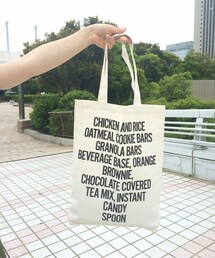 CHICKEN AND RICE
OATMEAL COOKIE BARS
GRANOLA BARS
BEVERAGE BASE, ORANGE
BROWNIE,
CHOCOLATE COVERED
TEA MIX, INSTANT
CANDY
SPOON